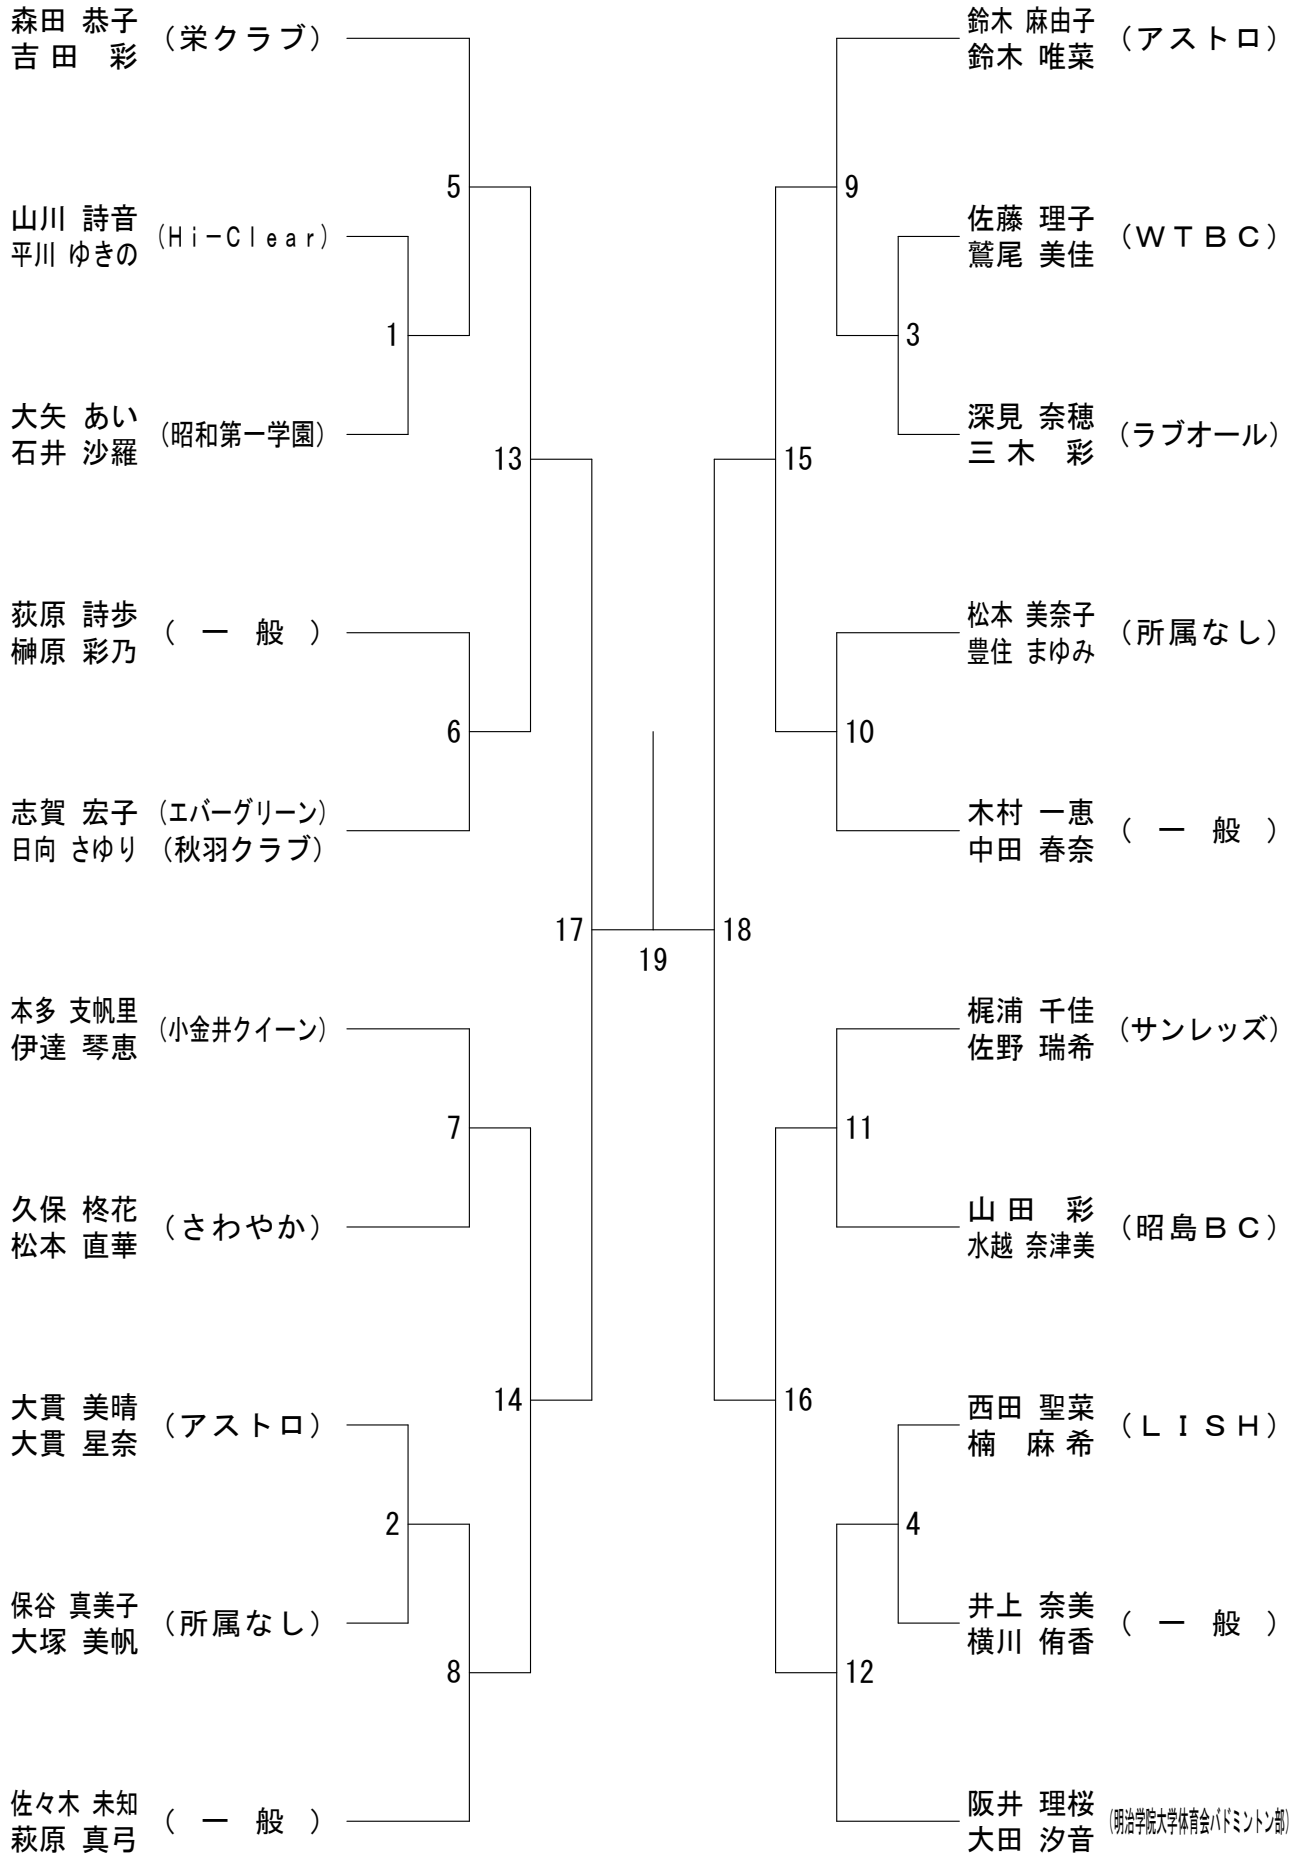 森田 恭子 (栄クラブ)
吉田 彩
5
山川 詩音 (Hi－Clear)
平川 ゆきの
1
大矢 あい (昭和第一学園)
石井 沙羅
13
荻原 詩歩 ( 一 般 )
榊原 彩乃
6
志賀 宏子 (エバーグリーン)
日向 さゆり (秋羽クラブ)
17
本多 支帆里 (小金井クイーン)
伊達 琴恵
7
久保 柊花 (さわやか)
松本 直華
14
大貫 美晴 (アストロ)
大貫 星奈
2
保谷 真美子 (所属なし)
大塚 美帆
8
佐々木 未知 ( 一 般 )
萩原 真弓
19
鈴木 麻由子 (アストロ)
鈴木 唯菜
9
佐藤 理子 (WTBC)
鷲尾 美佳
3
深見 奈穂 (ラブオール)
三木 彩
15
松本 美奈子 (所属なし)
豊住 まゆみ
10
木村 一恵 ( 一 般 )
中田 春奈
18
梶浦 千佳 (サンレッズ)
佐野 瑞希
11
山田 彩 (昭島BC)
水越 奈津美
16
西田 聖菜 (LISH)
楠 麻希
4
井上 奈美 ( 一 般 )
横川 侑香
12
阪井 理桜 (明治学院大学体育会バドミントン部)
大田 汐音